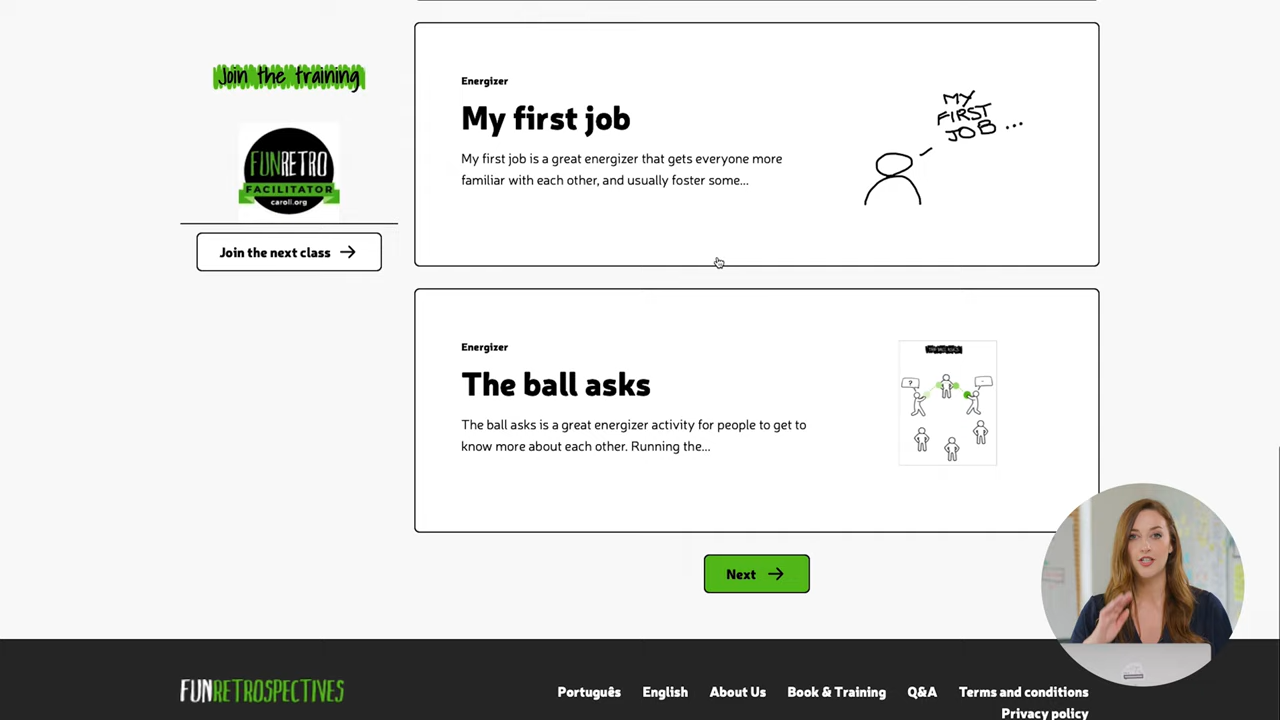 Join the training
FUNRETRO
FACILITATOR
caroli.org
Join the next class
Energizer
My first job
My first job is a great energizer that gets everyone more
familiar with each other, and usually foster some...
MY
FIRST
JOB...
Energizer
The ball asks
The ball asks is a great energizer activity for people to get to
know more about each other. Running the...
?
Next
FUNRETROSPECTIVES
Português English About Us Book & Training Q&A Terms and conditions
Privacy policy